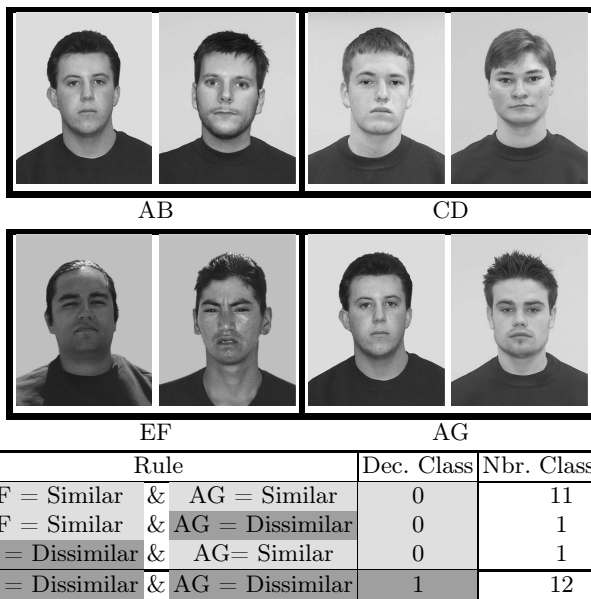 AB CD
EF AG
Rule Dec. Class Nbr. Class
F = Similar & AG = Similar 0 11
F = Similar & AG = Dissimilar 0 1
= Dissimilar & AG= Similar 0 1
= Dissimilar & AG = Dissimilar 1 12